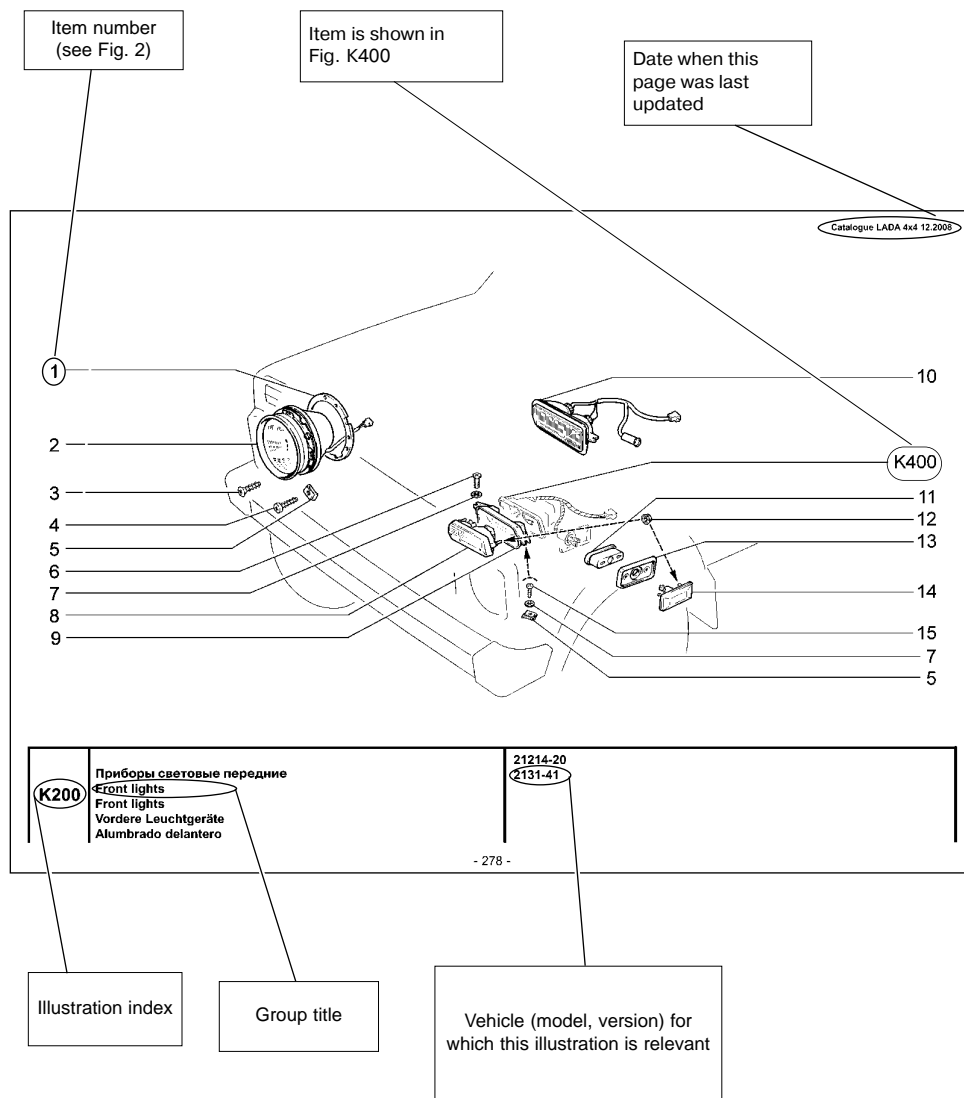 Item number
(see Fig. 2)
Item is shown in
Fig. K400
Date when this
page was last
updated
Catalogue LADA 4x4 12.2008
1
2
3
4
5
6
7
8
9
10
K400
11
12
13
14
15
7
5
K200
Приборы световые передние
Front lights
Front lights
Vordere Leuchtgeräte
Alumbrado delantero
21214-20
2131-41
- 278 -
Illustration index
Group title
Vehicle (model, version) for
which this illustration is relevant